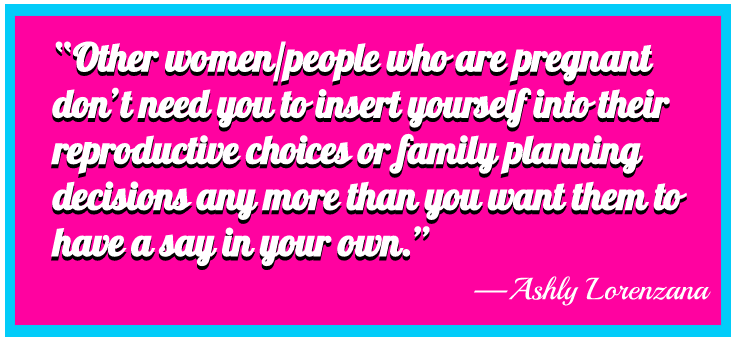 “Other women/people who are pregnant
don’t need you to insert yourself into their
reproductive choices or family planning
decisions any more than you want them to
have a say in your own.”
—Ashly Lorenzana